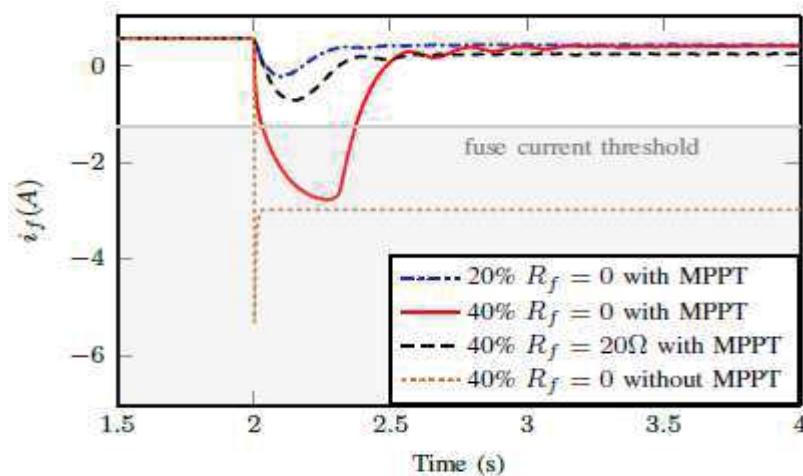 0
−2
−4
−6
i_f(A)
fuse current threshold
20% R_f = 0 with MPPT
40% R_f = 0 with MPPT
40% R_f = 20Ω with MPPT
40% R_f = 0 without MPPT
1.5 2 2.5 3 3.5 4
Time (s)